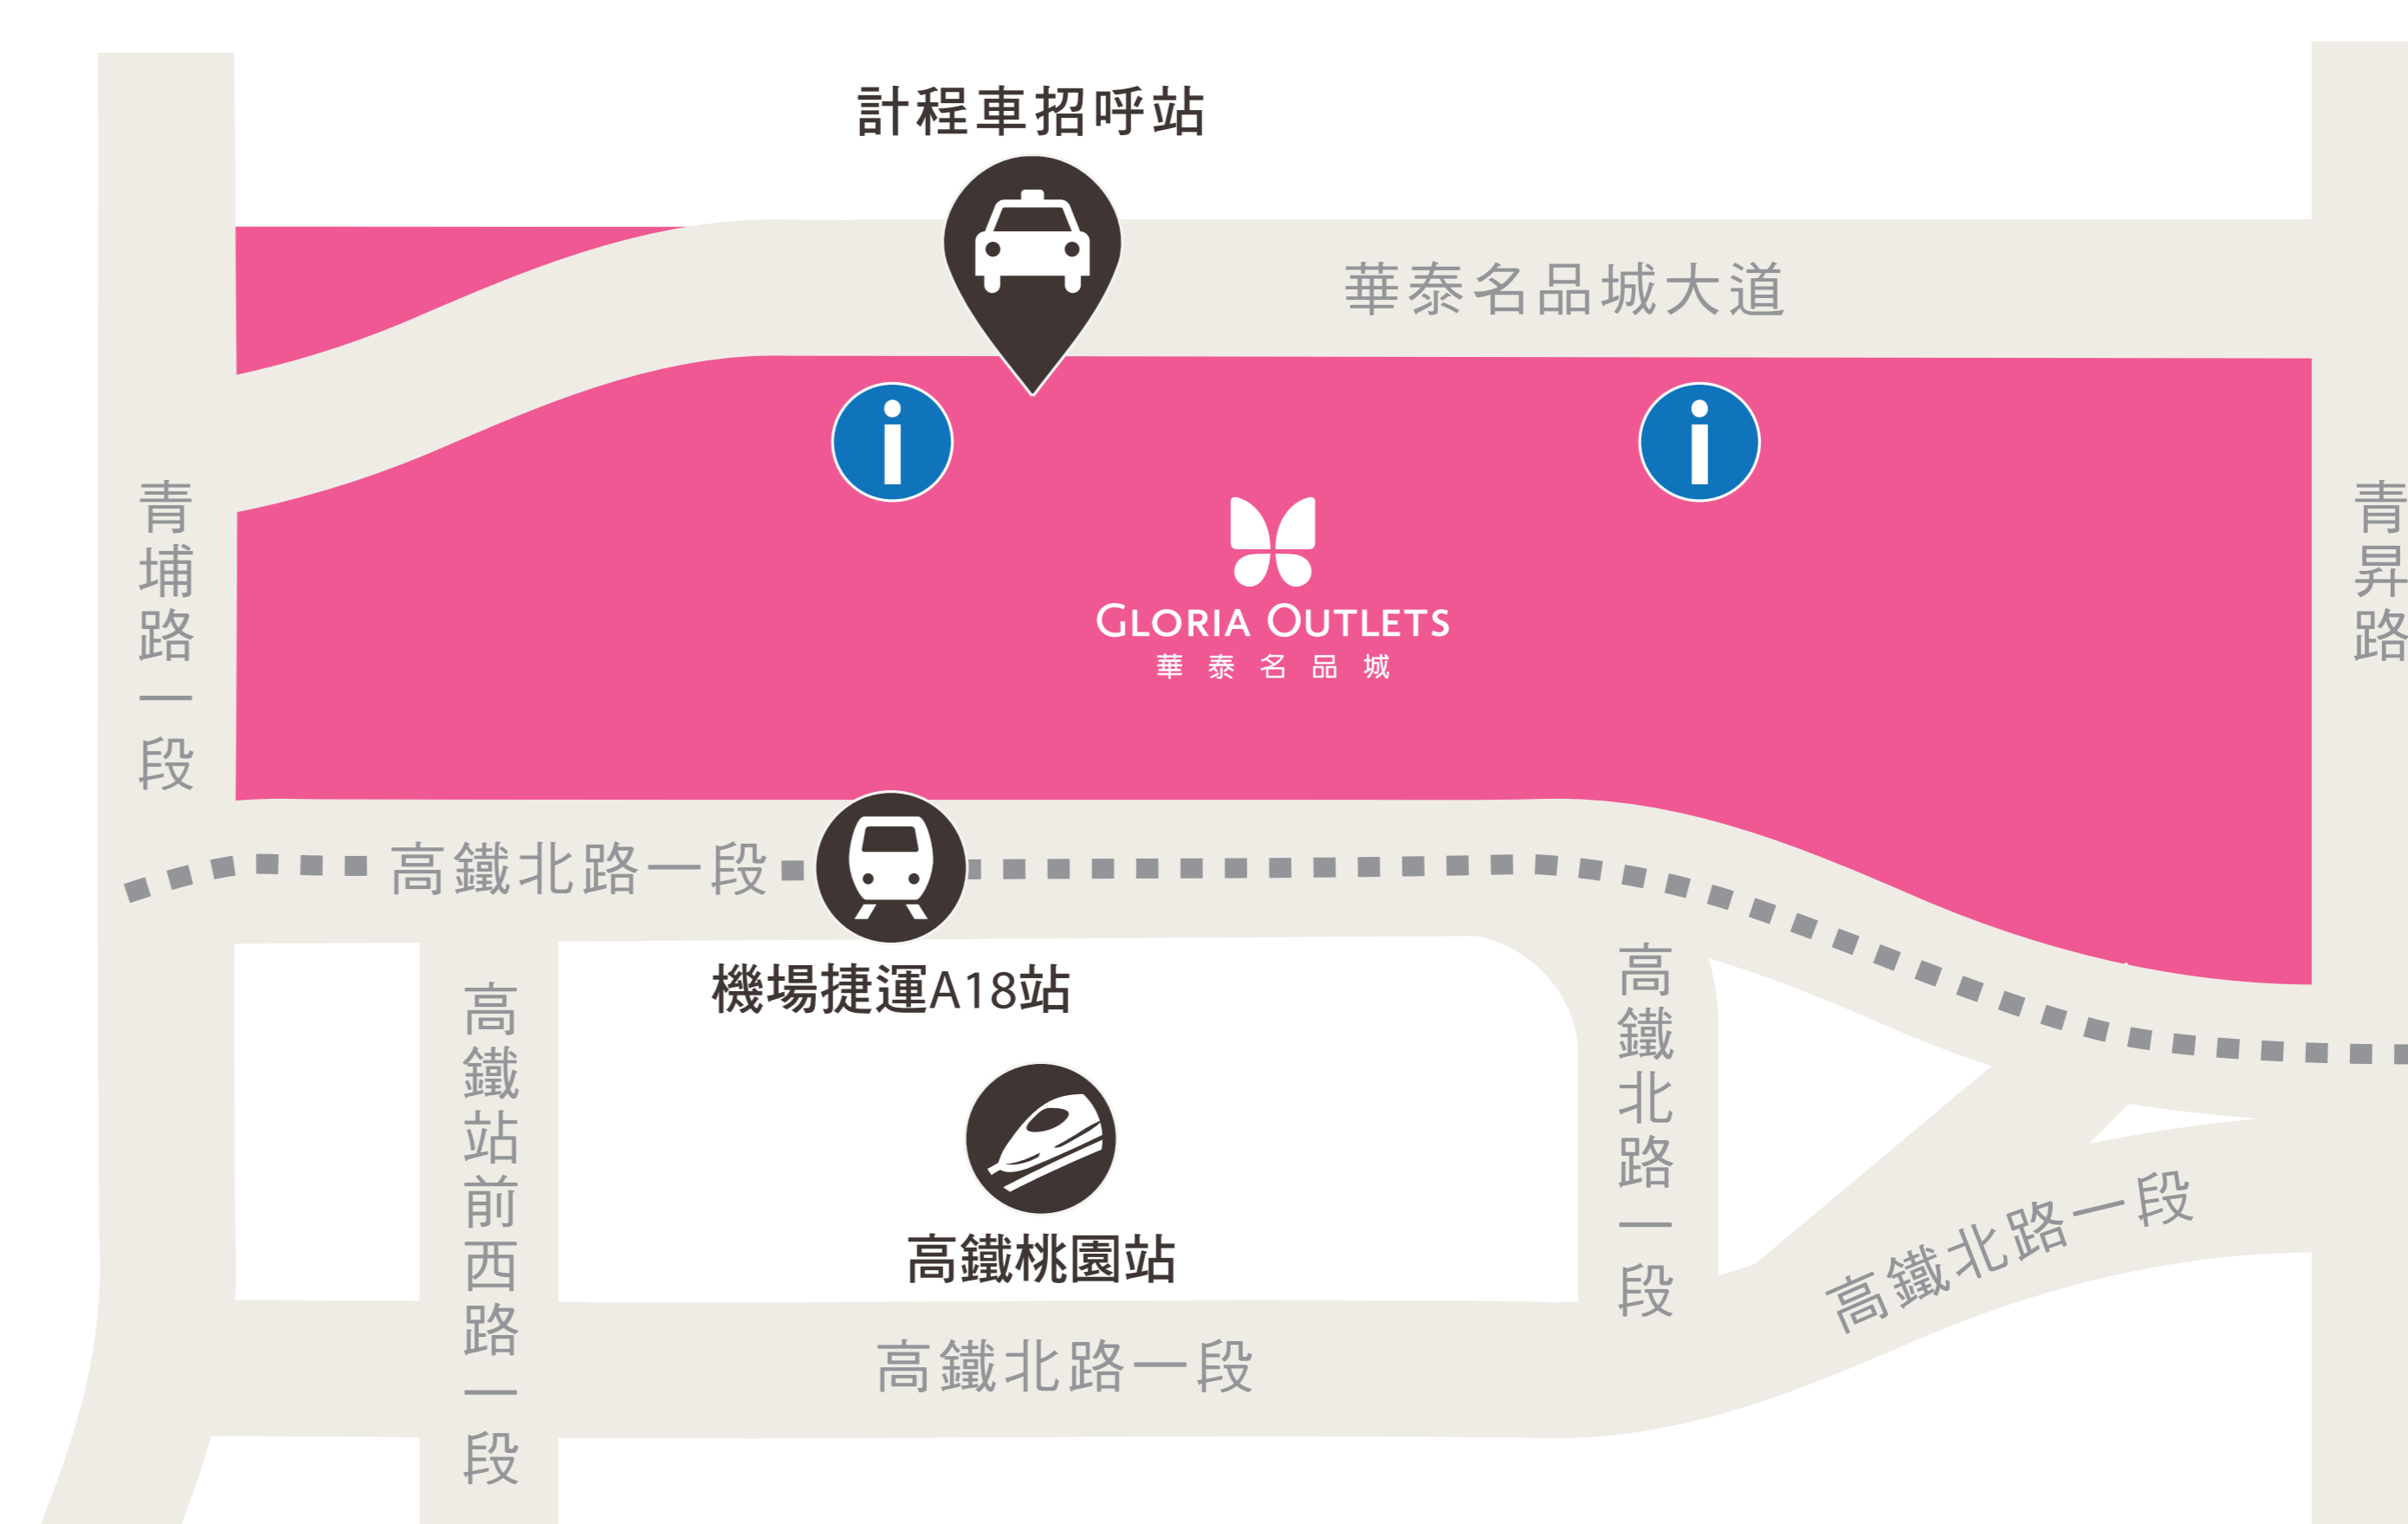 計程車招呼站
華泰名品城大道
青埔路一段
青昇路
GLORIA OUTLETS
華泰名品城
高鐵北路一段
機場捷運A18站
高鐵站前西路一段
高鐵北路一段
高鐵桃園站
高鐵北路一段
高鐵北路一段